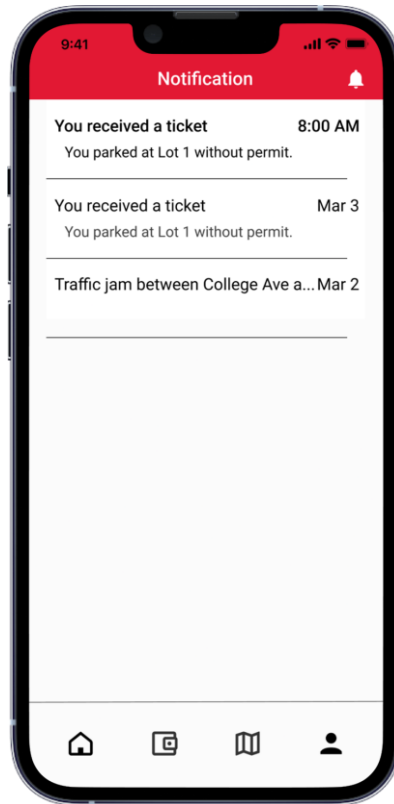 9:41
Notification
You received a ticket 8:00 AM
You parked at Lot 1 without permit.
You received a ticket Mar 3
You parked at Lot 1 without permit.
Traffic jam between College Ave a... Mar 2